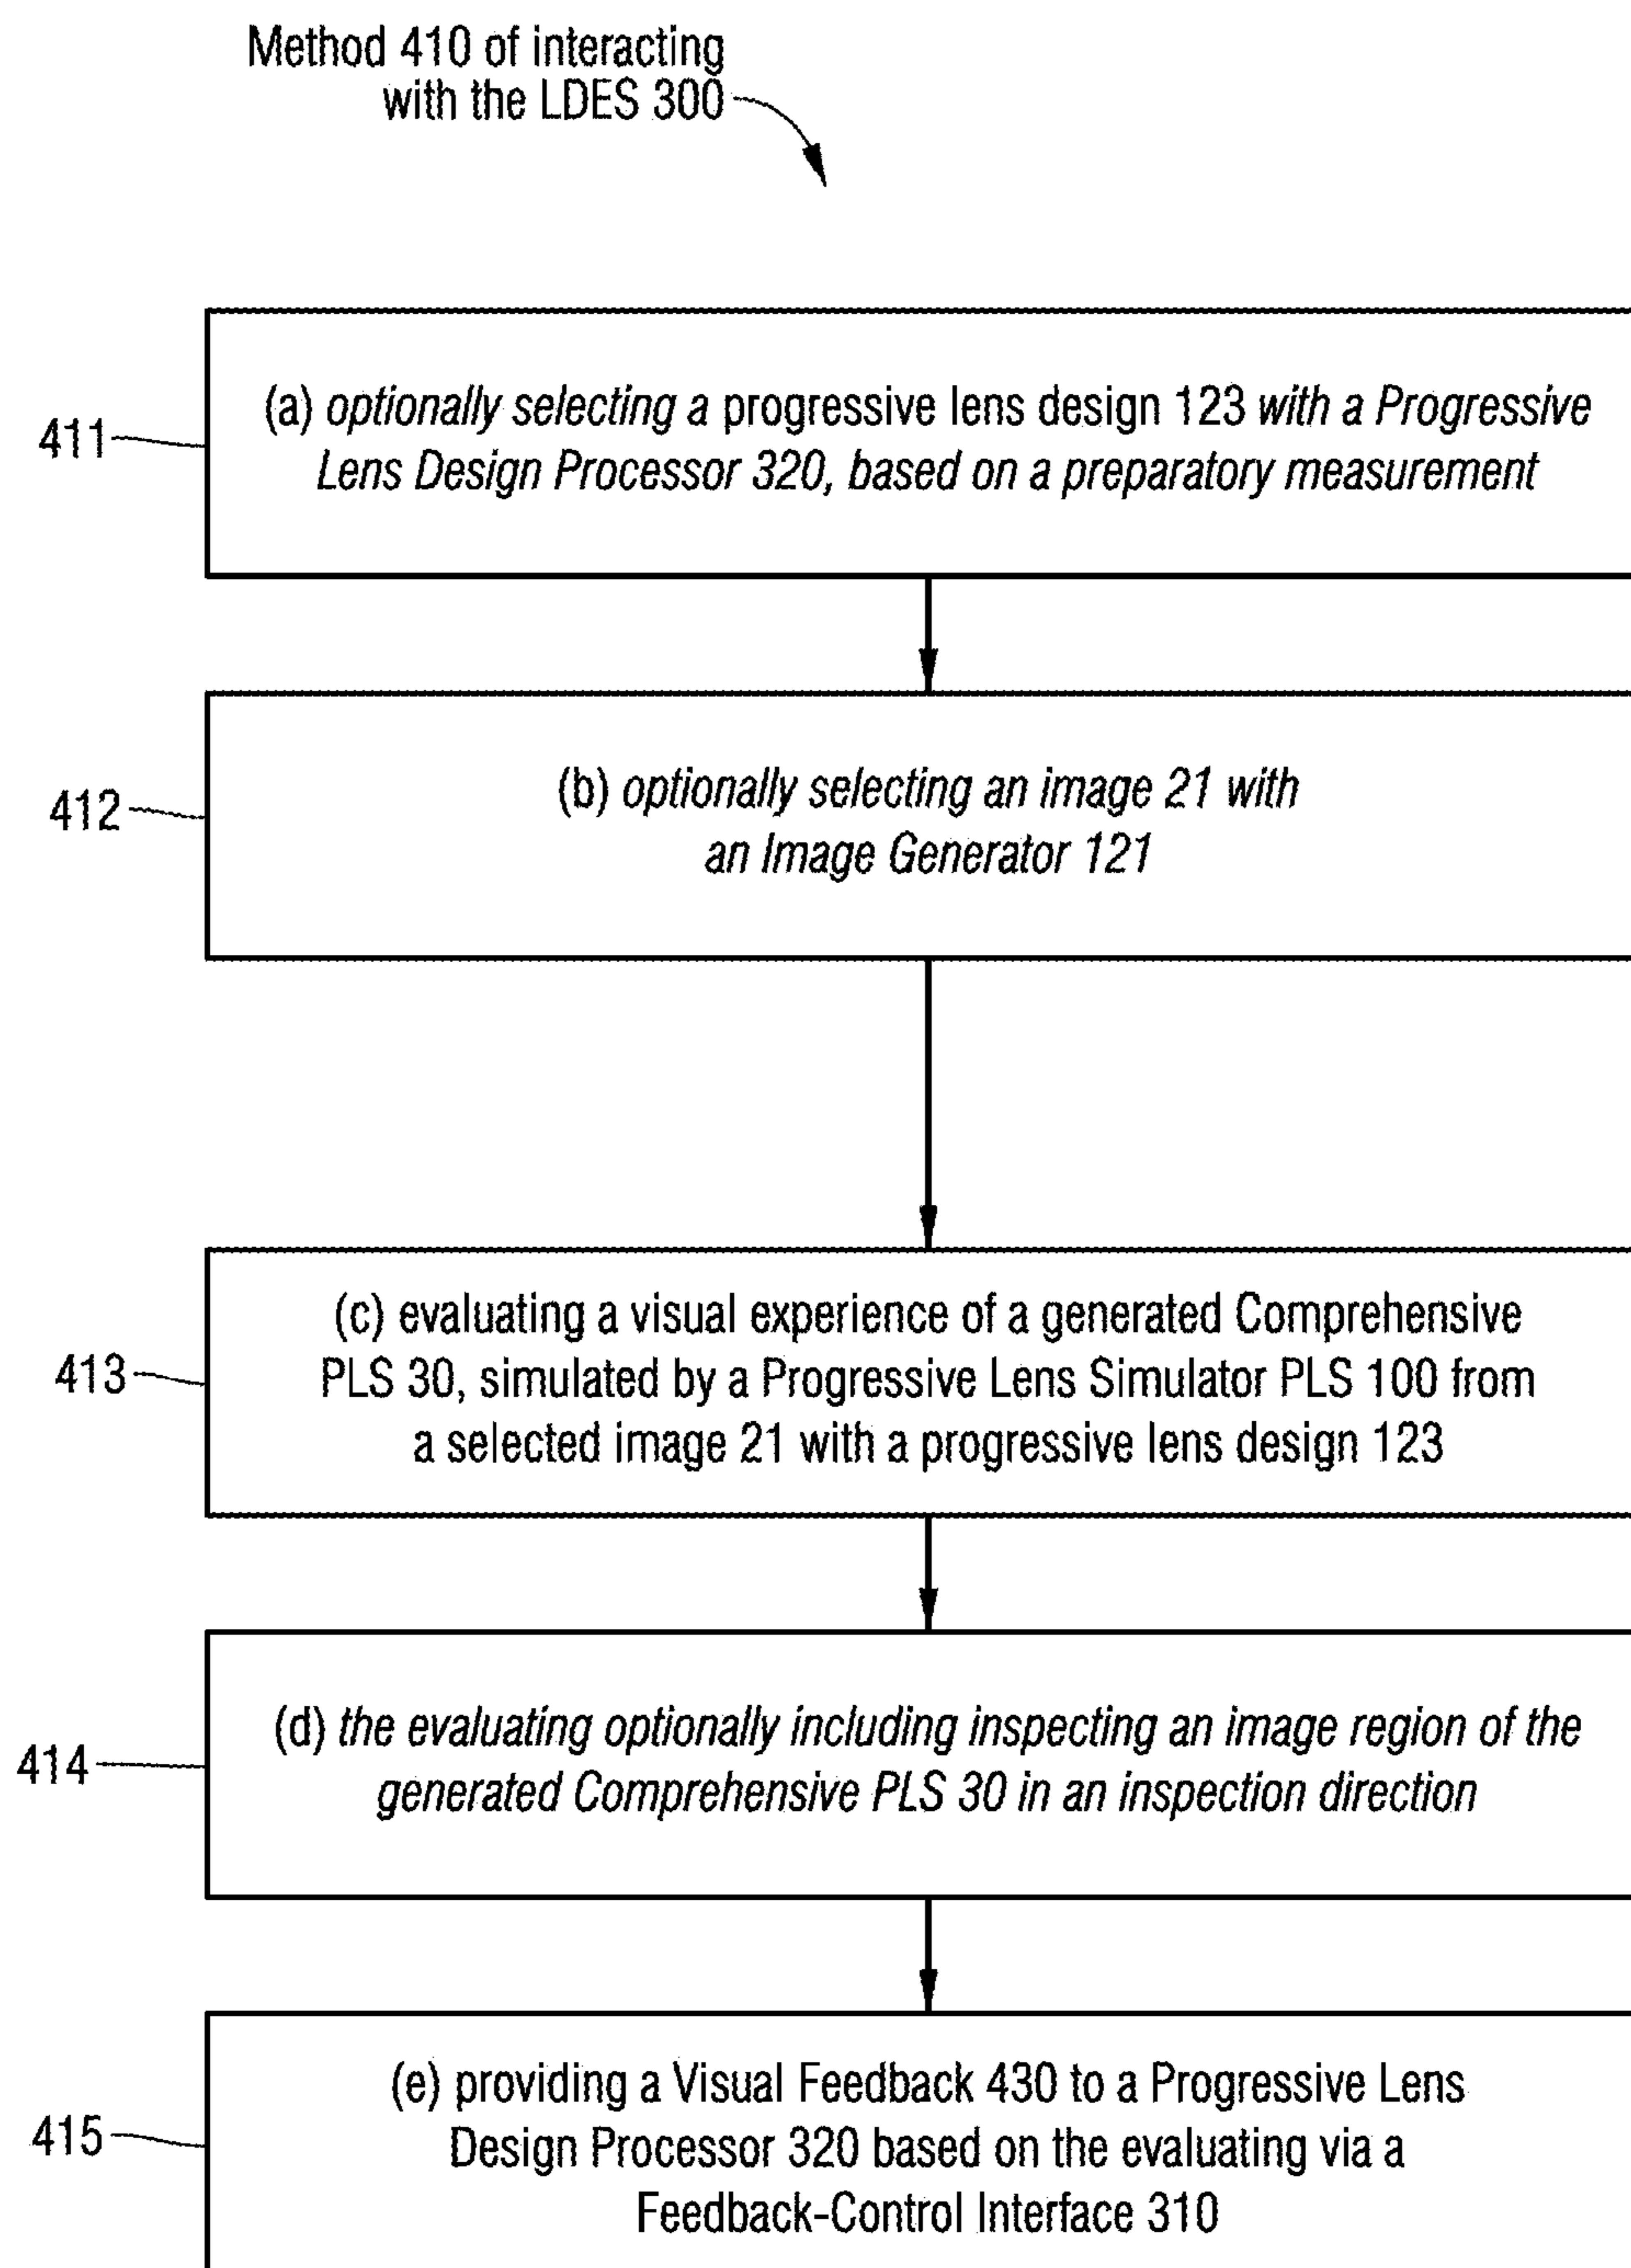 Method 410 of interacting
with the LDES 300
411
(a) optionally selecting a progressive lens design 123 with a Progressive
Lens Design Processor 320, based on a preparatory measurement
412
(b) optionally selecting an image 21 with
an Image Generator 121
413
(c) evaluating a visual experience of a generated Comprehensive
PLS 30, simulated by a Progressive Lens Simulator PLS 100 from
a selected image 21 with a progressive lens design 123
414
(d) the evaluating optionally including inspecting an image region of the
generated Comprehensive PLS 30 in an inspection direction
415
(e) providing a Visual Feedback 430 to a Progressive Lens
Design Processor 320 based on the evaluating via a
Feedback-Control Interface 310